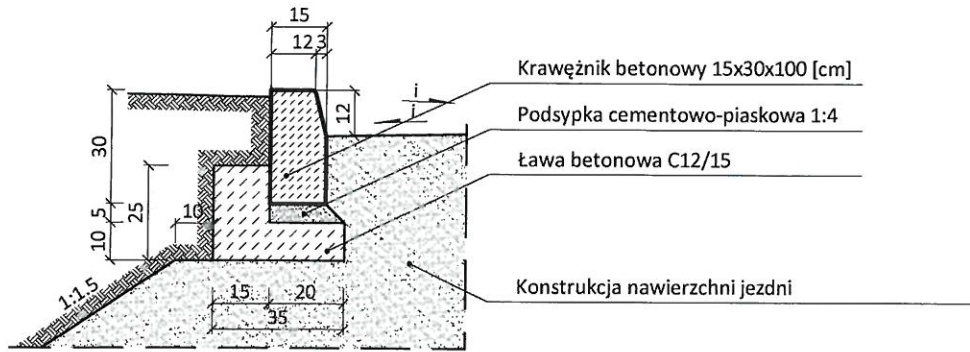 15
12 3
Krawężnik betonowy 15x30x100 [cm]
i
i
12
Podsypka cementowo-piaskowa 1:4
30
Ława betonowa C12/15
25
5
10
10
1:1.5
15 20
35
Konstrukcja nawierzchni jezdni